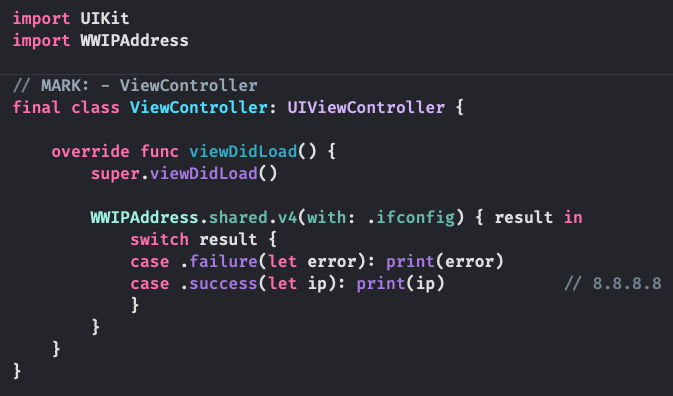 import UIKit
import WWIPAddress
// MARK: - ViewController
final class ViewController: UIViewController {
override func viewDidLoad() {
super.viewDidLoad()
WWIPAddress.shared.v4(with: .ifconfig) { result in
switch result {
case .failure(let error): print(error)
case .success(let ip): print(ip) // 8.8.8.8
}
}
}
}